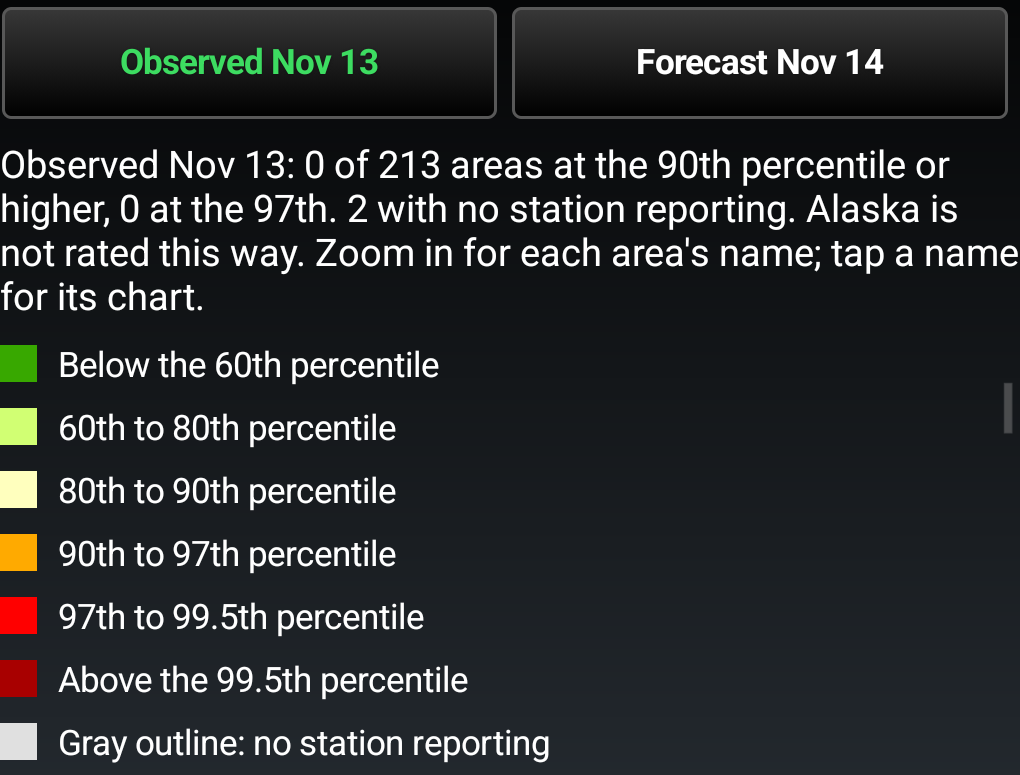 Observed Nov 13
Forecast Nov 14
Observed Nov 13: 0 of 213 areas at the 90th percentile or
higher, 0 at the 97th. 2 with no station reporting. Alaska is
not rated this way. Zoom in for each area's name; tap a name
for its chart.
Below the 60th percentile
60th to 80th percentile
80th to 90th percentile
90th to 97th percentile
97th to 99.5th percentile
Above the 99.5th percentile
Gray outline: no station reporting